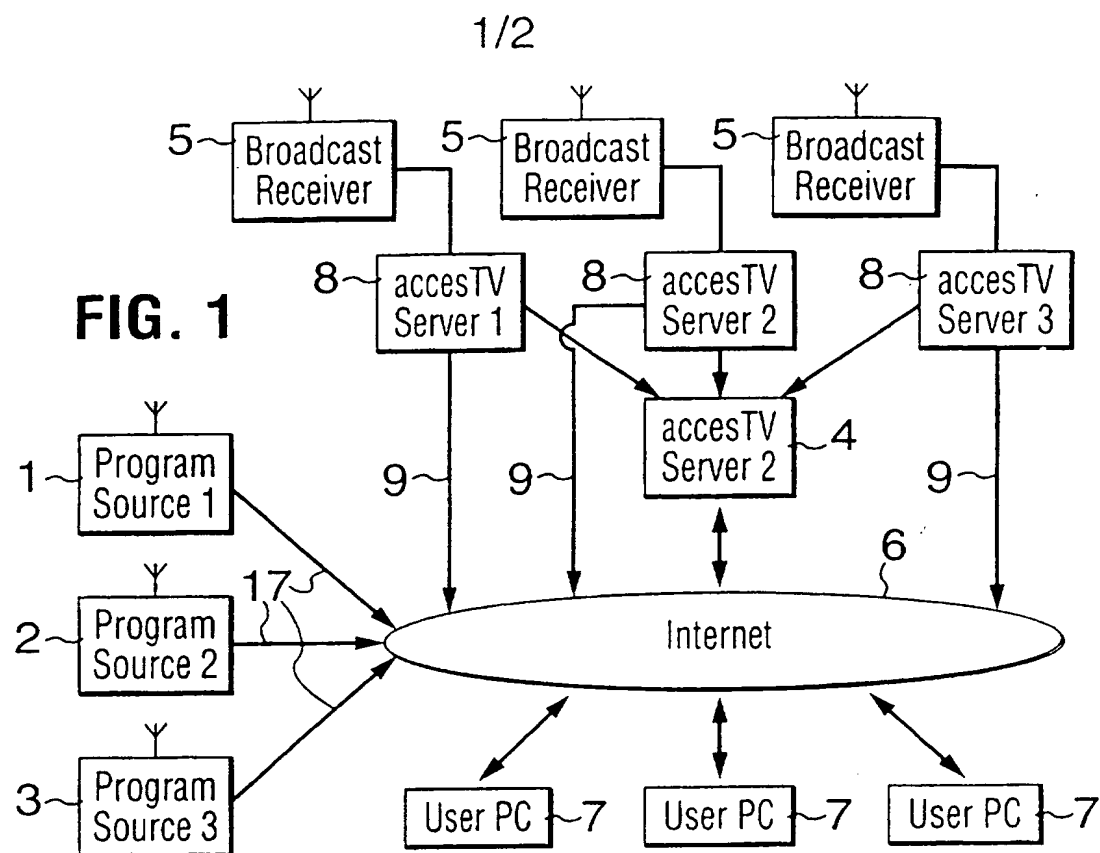 1/2
5 Broadcast Receiver
5 Broadcast Receiver
5 Broadcast Receiver
8 accesTV Server 1
8 accesTV Server 2
8 accesTV Server 3
FIG. 1
accesTV Server 2 4
1 Program Source 1
9
9
9
2 Program Source 2
17
6
Internet
3 Program Source 3
User PC 7
User PC 7
User PC 7